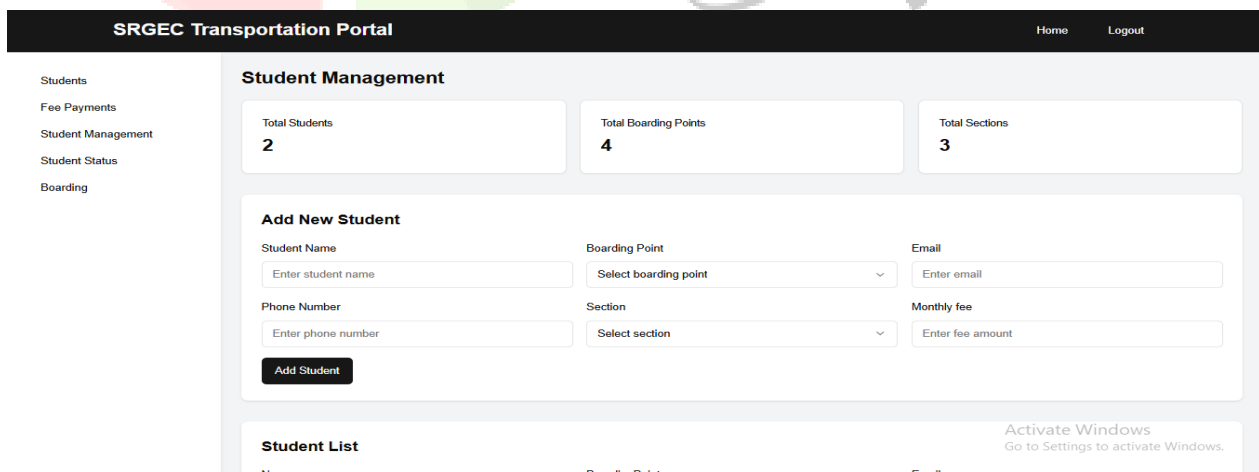 SRGEC Transportation Portal
Home
Logout
Students
Fee Payments
Student Management
Student Status
Boarding
Student Management
Total Students
2
Total Boarding Points
4
Total Sections
3
Add New Student
Student Name
Boarding Point
Email
Enter student name
Select boarding point
Enter email
Phone Number
Section
Monthly fee
Enter phone number
Select section
Enter fee amount
Add Student
Student List
Activate Windows
Go to Settings to activate Windows.